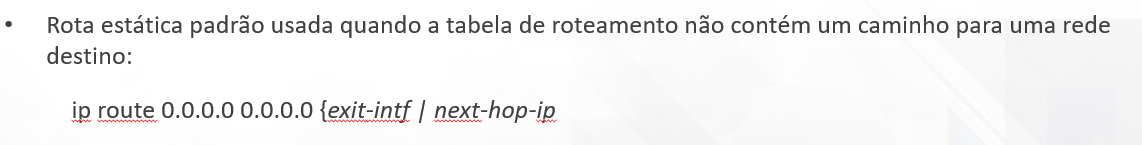 • Rota estática padrão usada quando a tabela de roteamento não contém um caminho para uma rede
destino:
ip route 0.0.0.0 0.0.0.0 {exit-intf | next-hop-ip